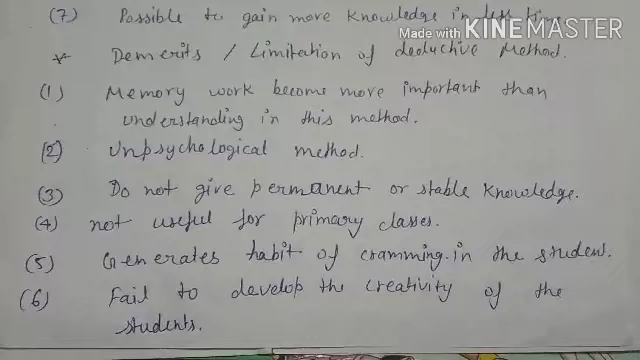 (7) Possible to gain more knowledge in less time
Made with KINEMASTER
* Demerits / Limitation of deductive Method.
(1) Memory work become more important than
understanding in this method.
(2) Unpsychological method.
(3) Do not give permanent or stable knowledge.
(4) not useful for primary classes.
(5) Generates habit of cramming in the student.
(6) Fail to develop the creativity of the
students.